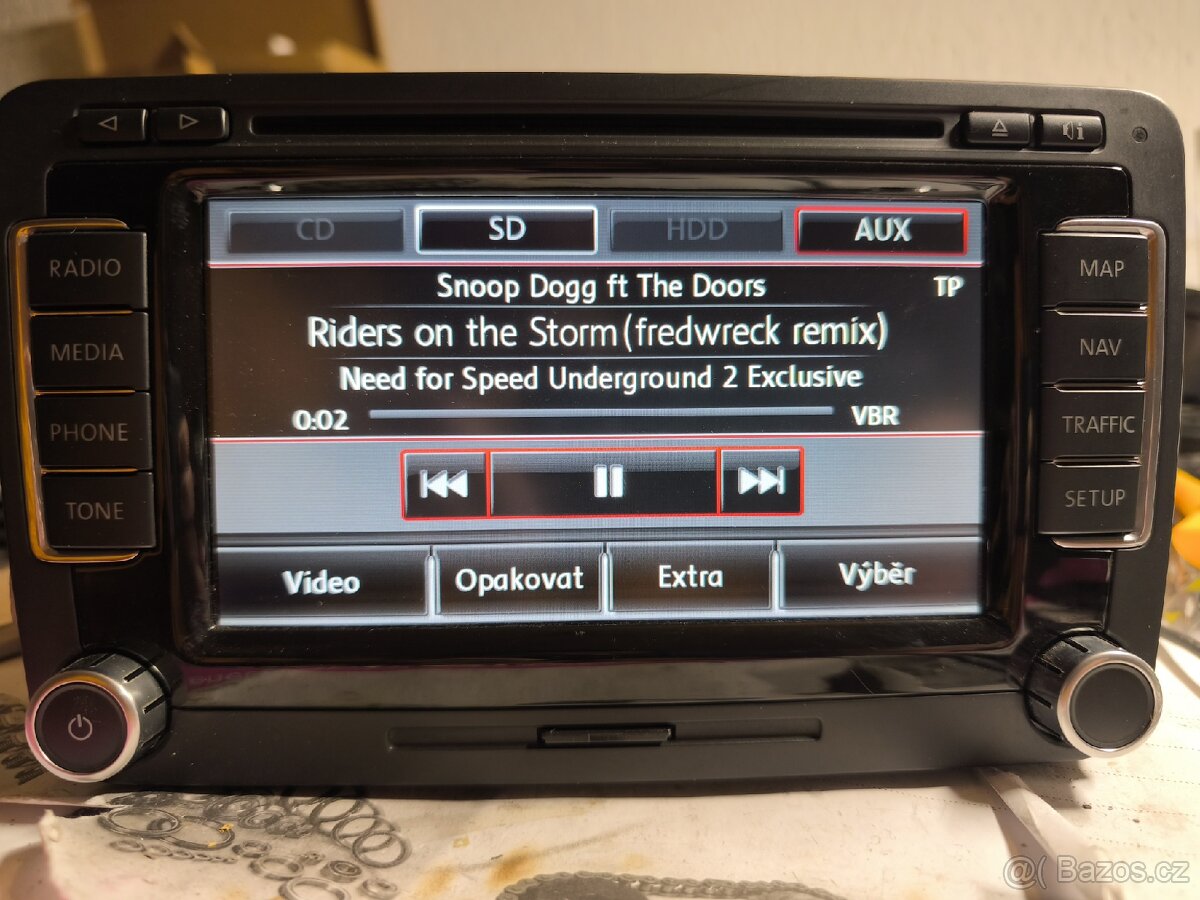 CD SD HDD AUX
Snoop Dogg ft The Doors TP
Riders on the Storm(fredwreck remix)
Need for Speed Underground 2 Exclusive
0:02 VBR
Video Opakovat Extra Výběr
RADIO
MEDIA
PHONE
TONE
MAP
NAV
TRAFFIC
SETUP
@( Bazos.cz